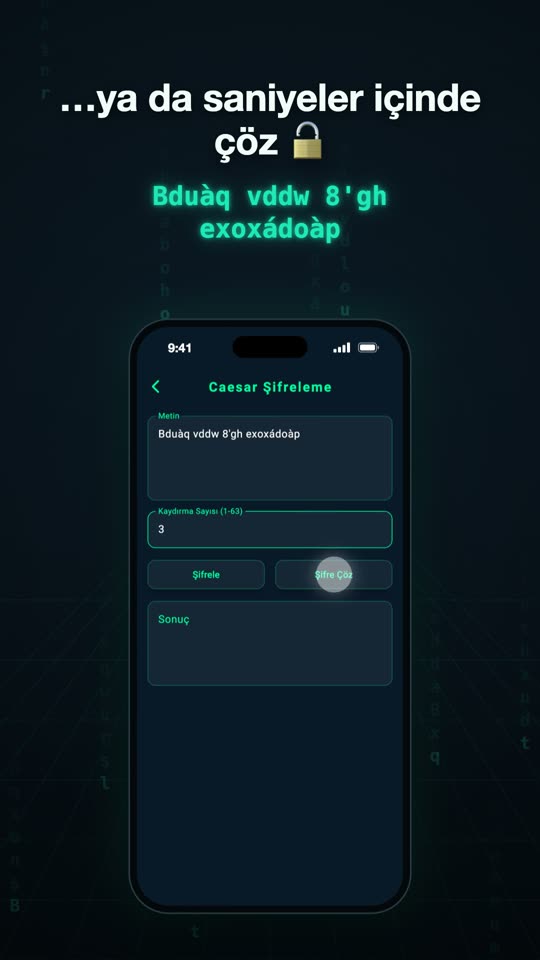 ...ya da saniyeler içinde
çöz 🔒
Bduàq vddw 8'gh
exoxádoàp
9:41
Caesar Şifreleme
Metin
Bduàq vddw 8'gh exoxádoàp
Kaydırma Sayısı (1-63)
3
Şifrele
Şifre Çöz
Sonuç